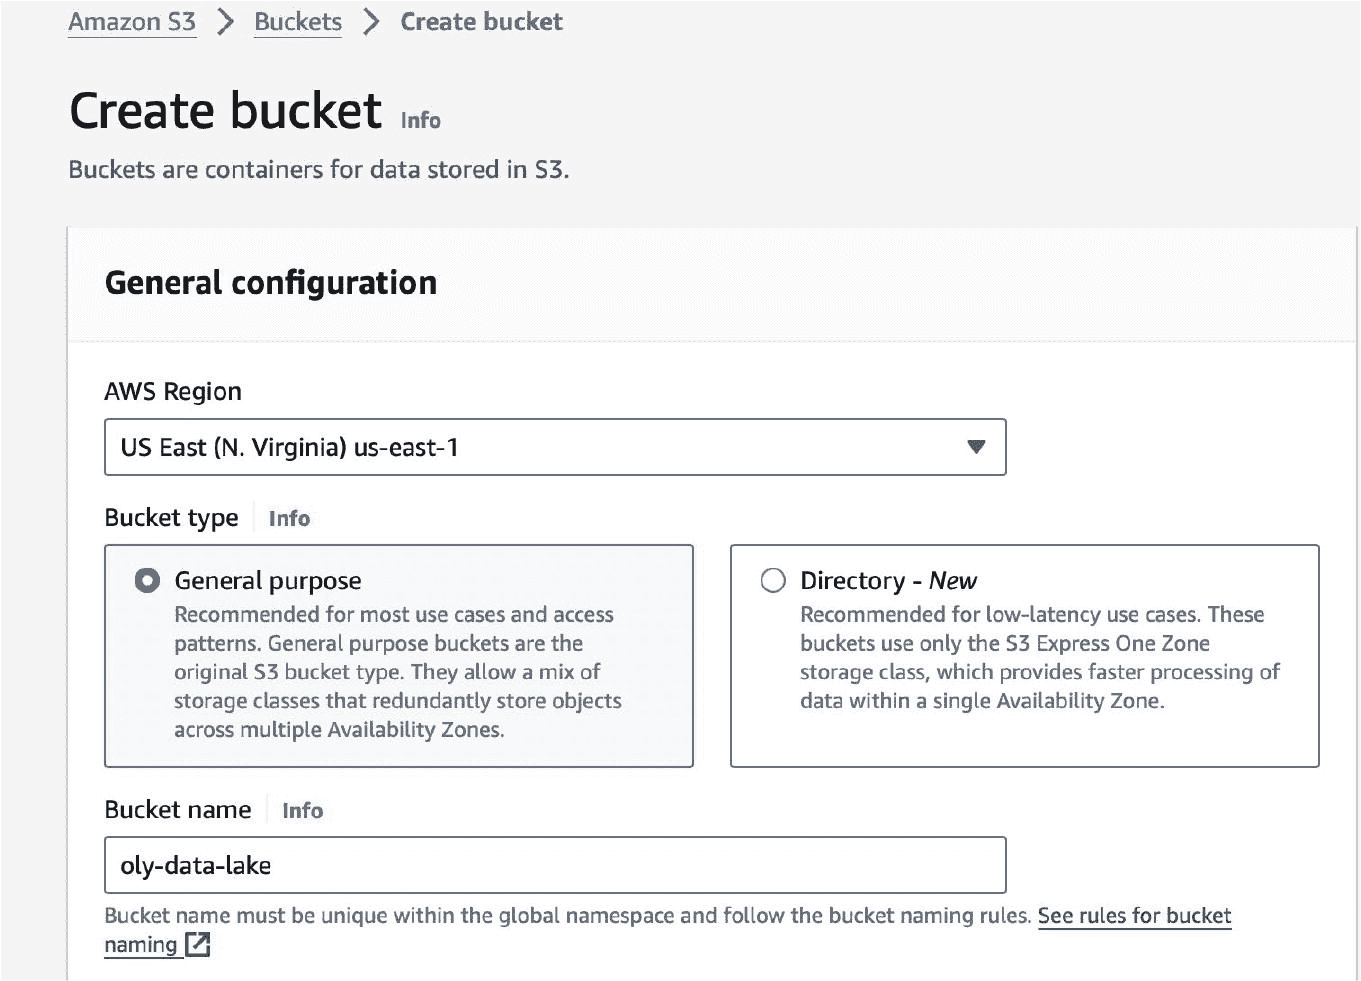 Amazon S3 > Buckets > Create bucket
Create bucket Info
Buckets are containers for data stored in S3.
General configuration
AWS Region
US East (N. Virginia) us-east-1
Bucket type Info
General purpose
Recommended for most use cases and access
patterns. General purpose buckets are the
original S3 bucket type. They allow a mix of
storage classes that redundantly store objects
across multiple Availability Zones.
Directory - New
Recommended for low-latency use cases. These
buckets use only the S3 Express One Zone
storage class, which provides faster processing of
data within a single Availability Zone.
Bucket name Info
oly-data-lake
Bucket name must be unique within the global namespace and follow the bucket naming rules. See rules for bucket
naming